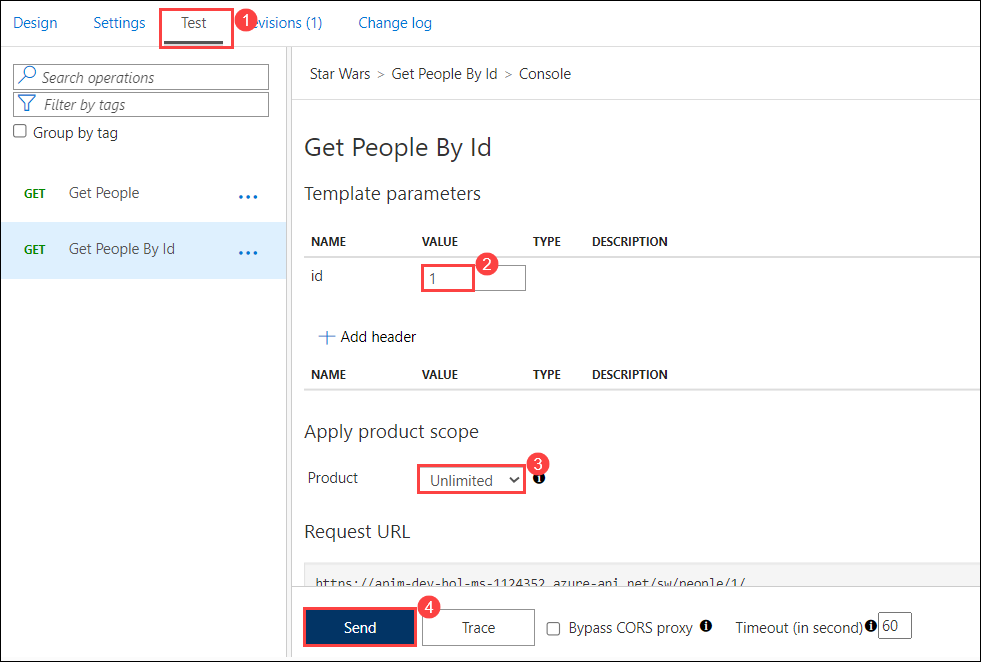 Design Settings Test 1 evisions (1) Change log
Search operations
Filter by tags
Group by tag
GET Get People ...
GET Get People By Id ...
Star Wars > Get People By Id > Console
Get People By Id
Template parameters
NAME VALUE TYPE DESCRIPTION
id 1 2
+ Add header
NAME VALUE TYPE DESCRIPTION
Apply product scope
Product Unlimited 3
Request URL
https://apim-dev-hol-ms-1124352.azure-api.net/sw/people/1/
Send 4 Trace Bypass CORS proxy Timeout (in second) 60